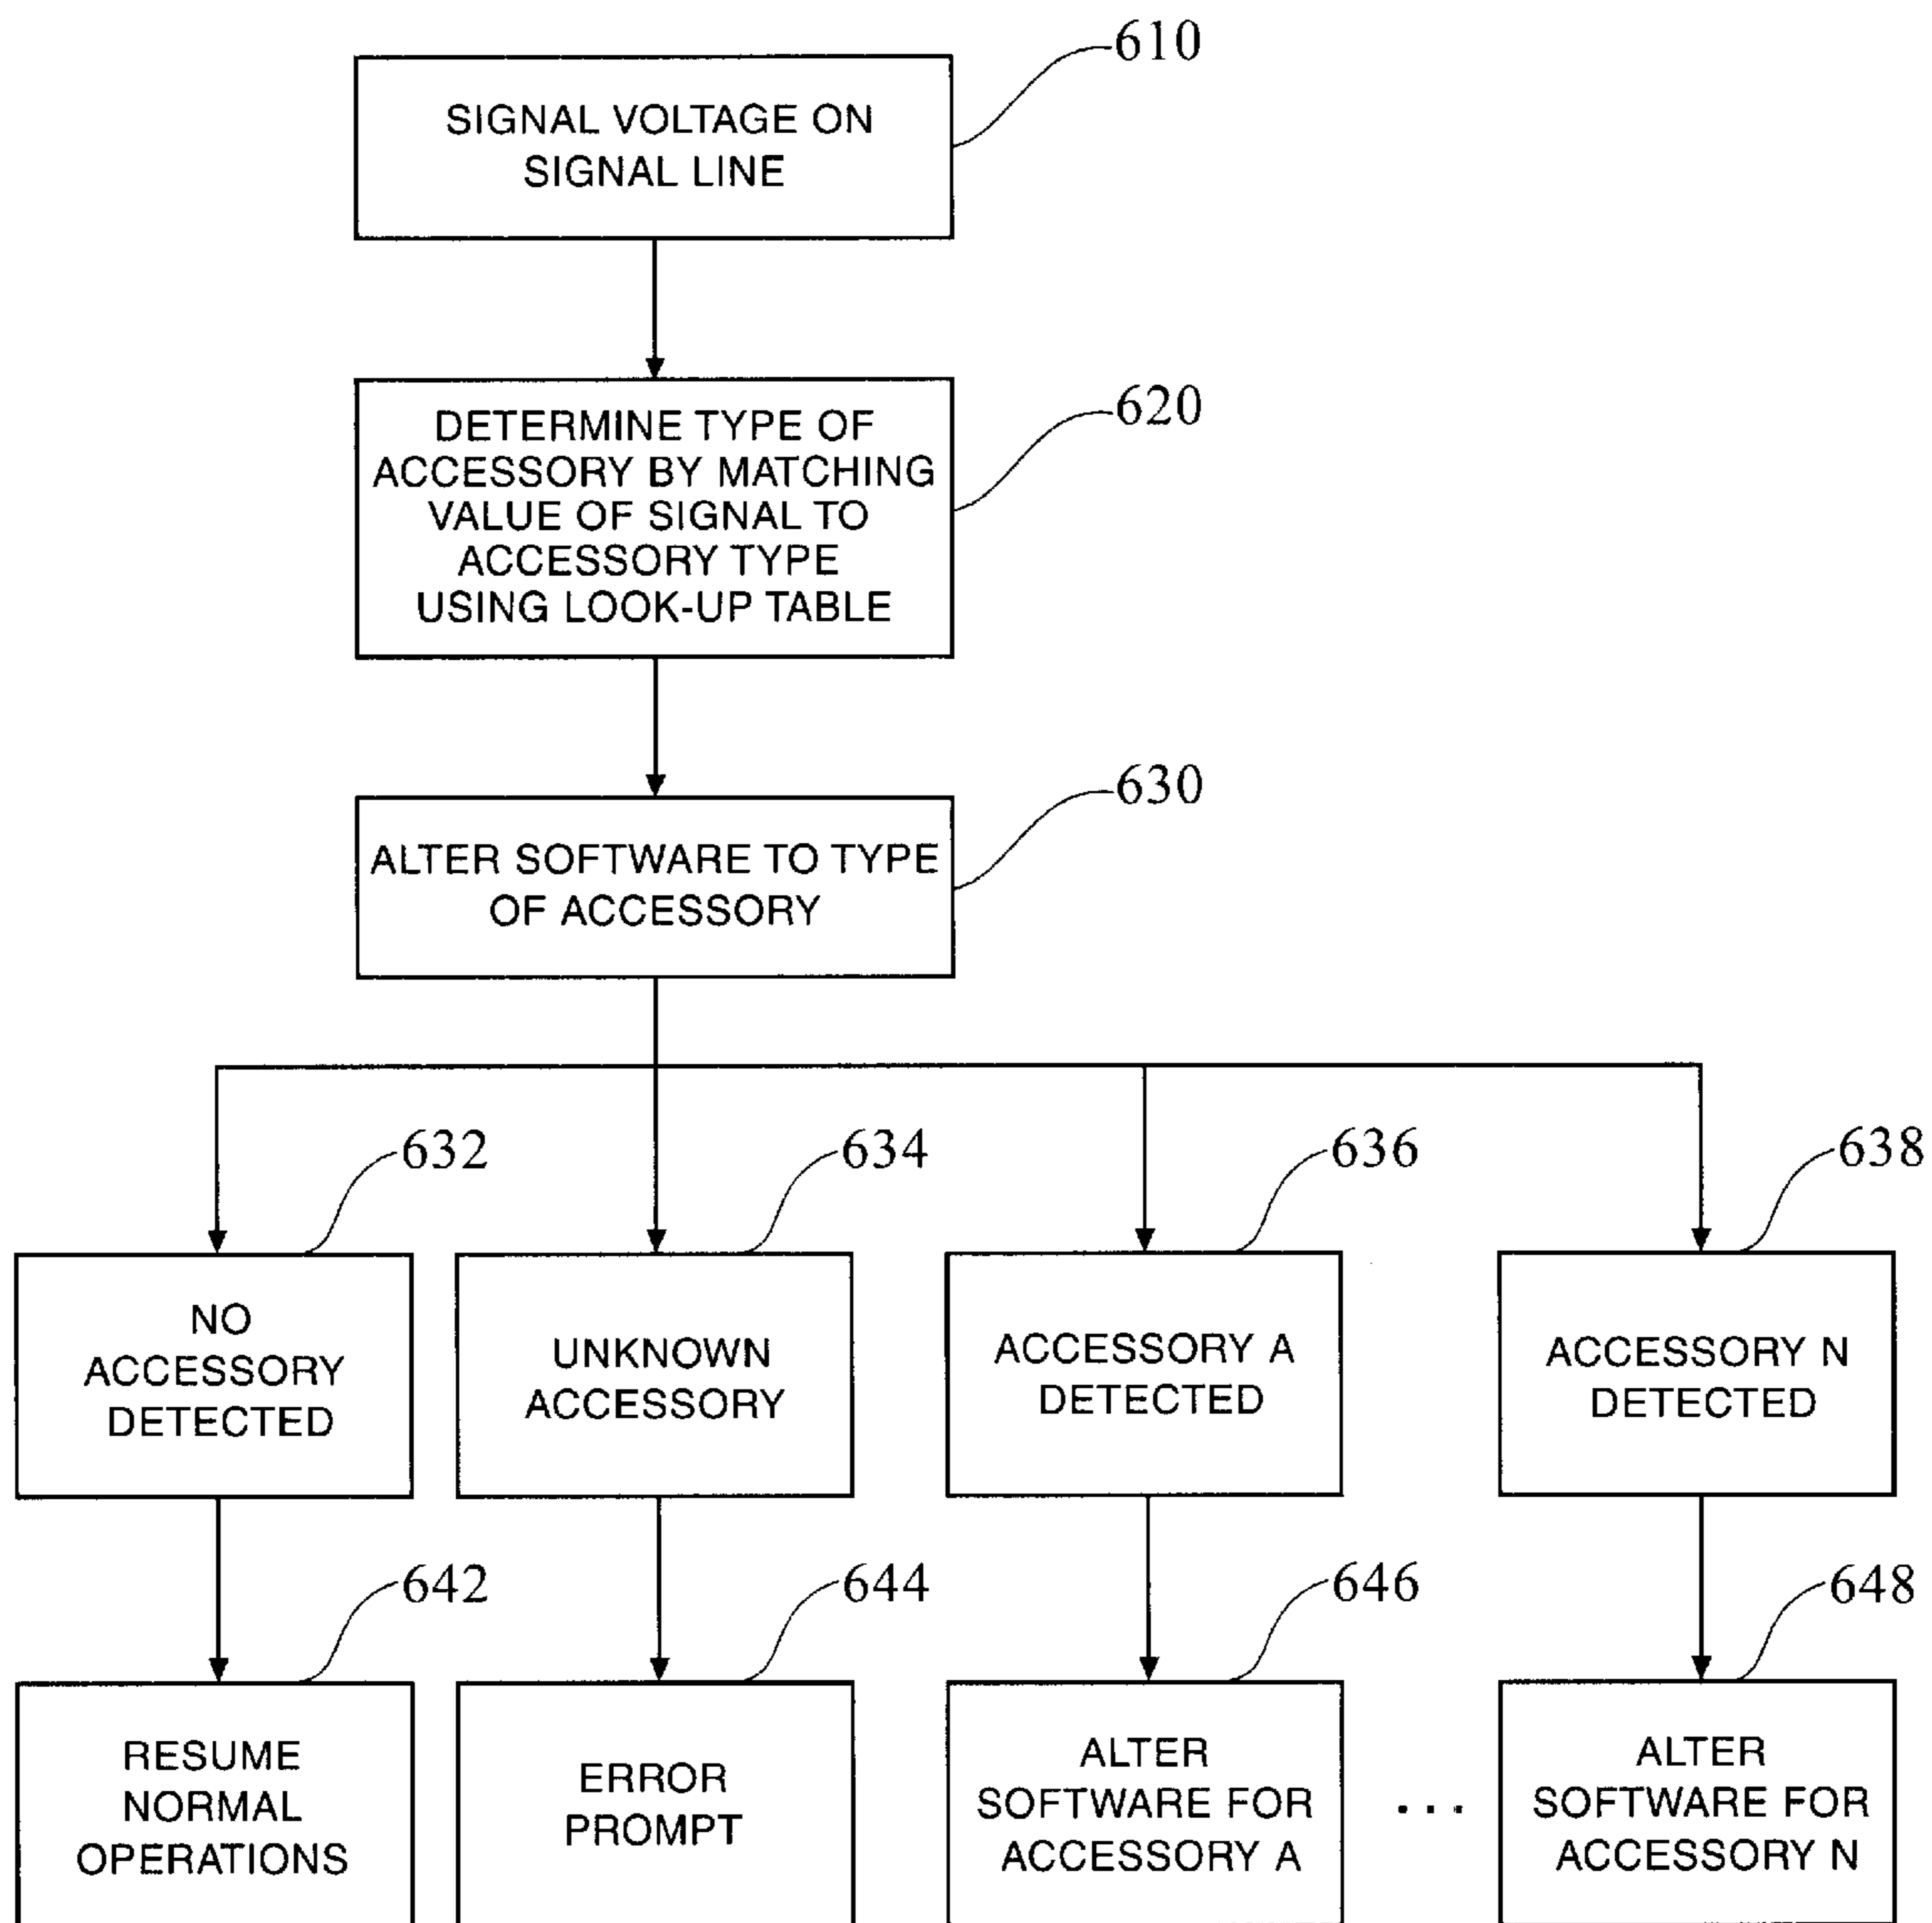 610
SIGNAL VOLTAGE ON
SIGNAL LINE
620
DETERMINE TYPE OF
ACCESSORY BY MATCHING
VALUE OF SIGNAL TO
ACCESSORY TYPE
USING LOOK-UP TABLE
630
ALTER SOFTWARE TO TYPE
OF ACCESSORY
632
NO
ACCESSORY
DETECTED
634
UNKNOWN
ACCESSORY
636
ACCESSORY A
DETECTED
638
ACCESSORY N
DETECTED
642
RESUME
NORMAL
OPERATIONS
644
ERROR
PROMPT
646
ALTER
SOFTWARE FOR
ACCESSORY A
...
648
ALTER
SOFTWARE FOR
ACCESSORY N